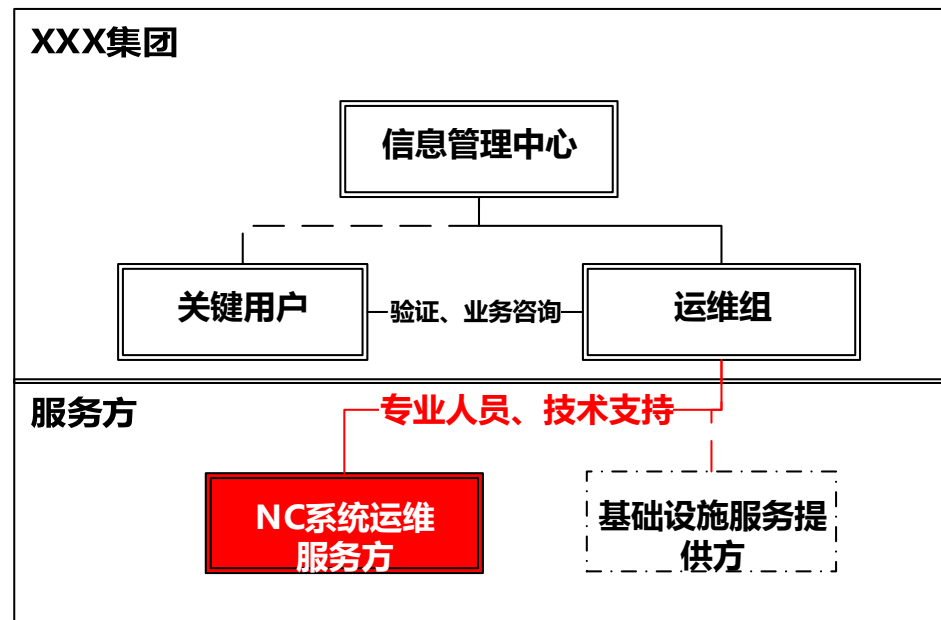 XXX集团
信息管理中心
关键用户
验证、业务咨询
运维组
服务方
专业人员、技术支持
NC系统运维
服务方
基础设施服务提
供方